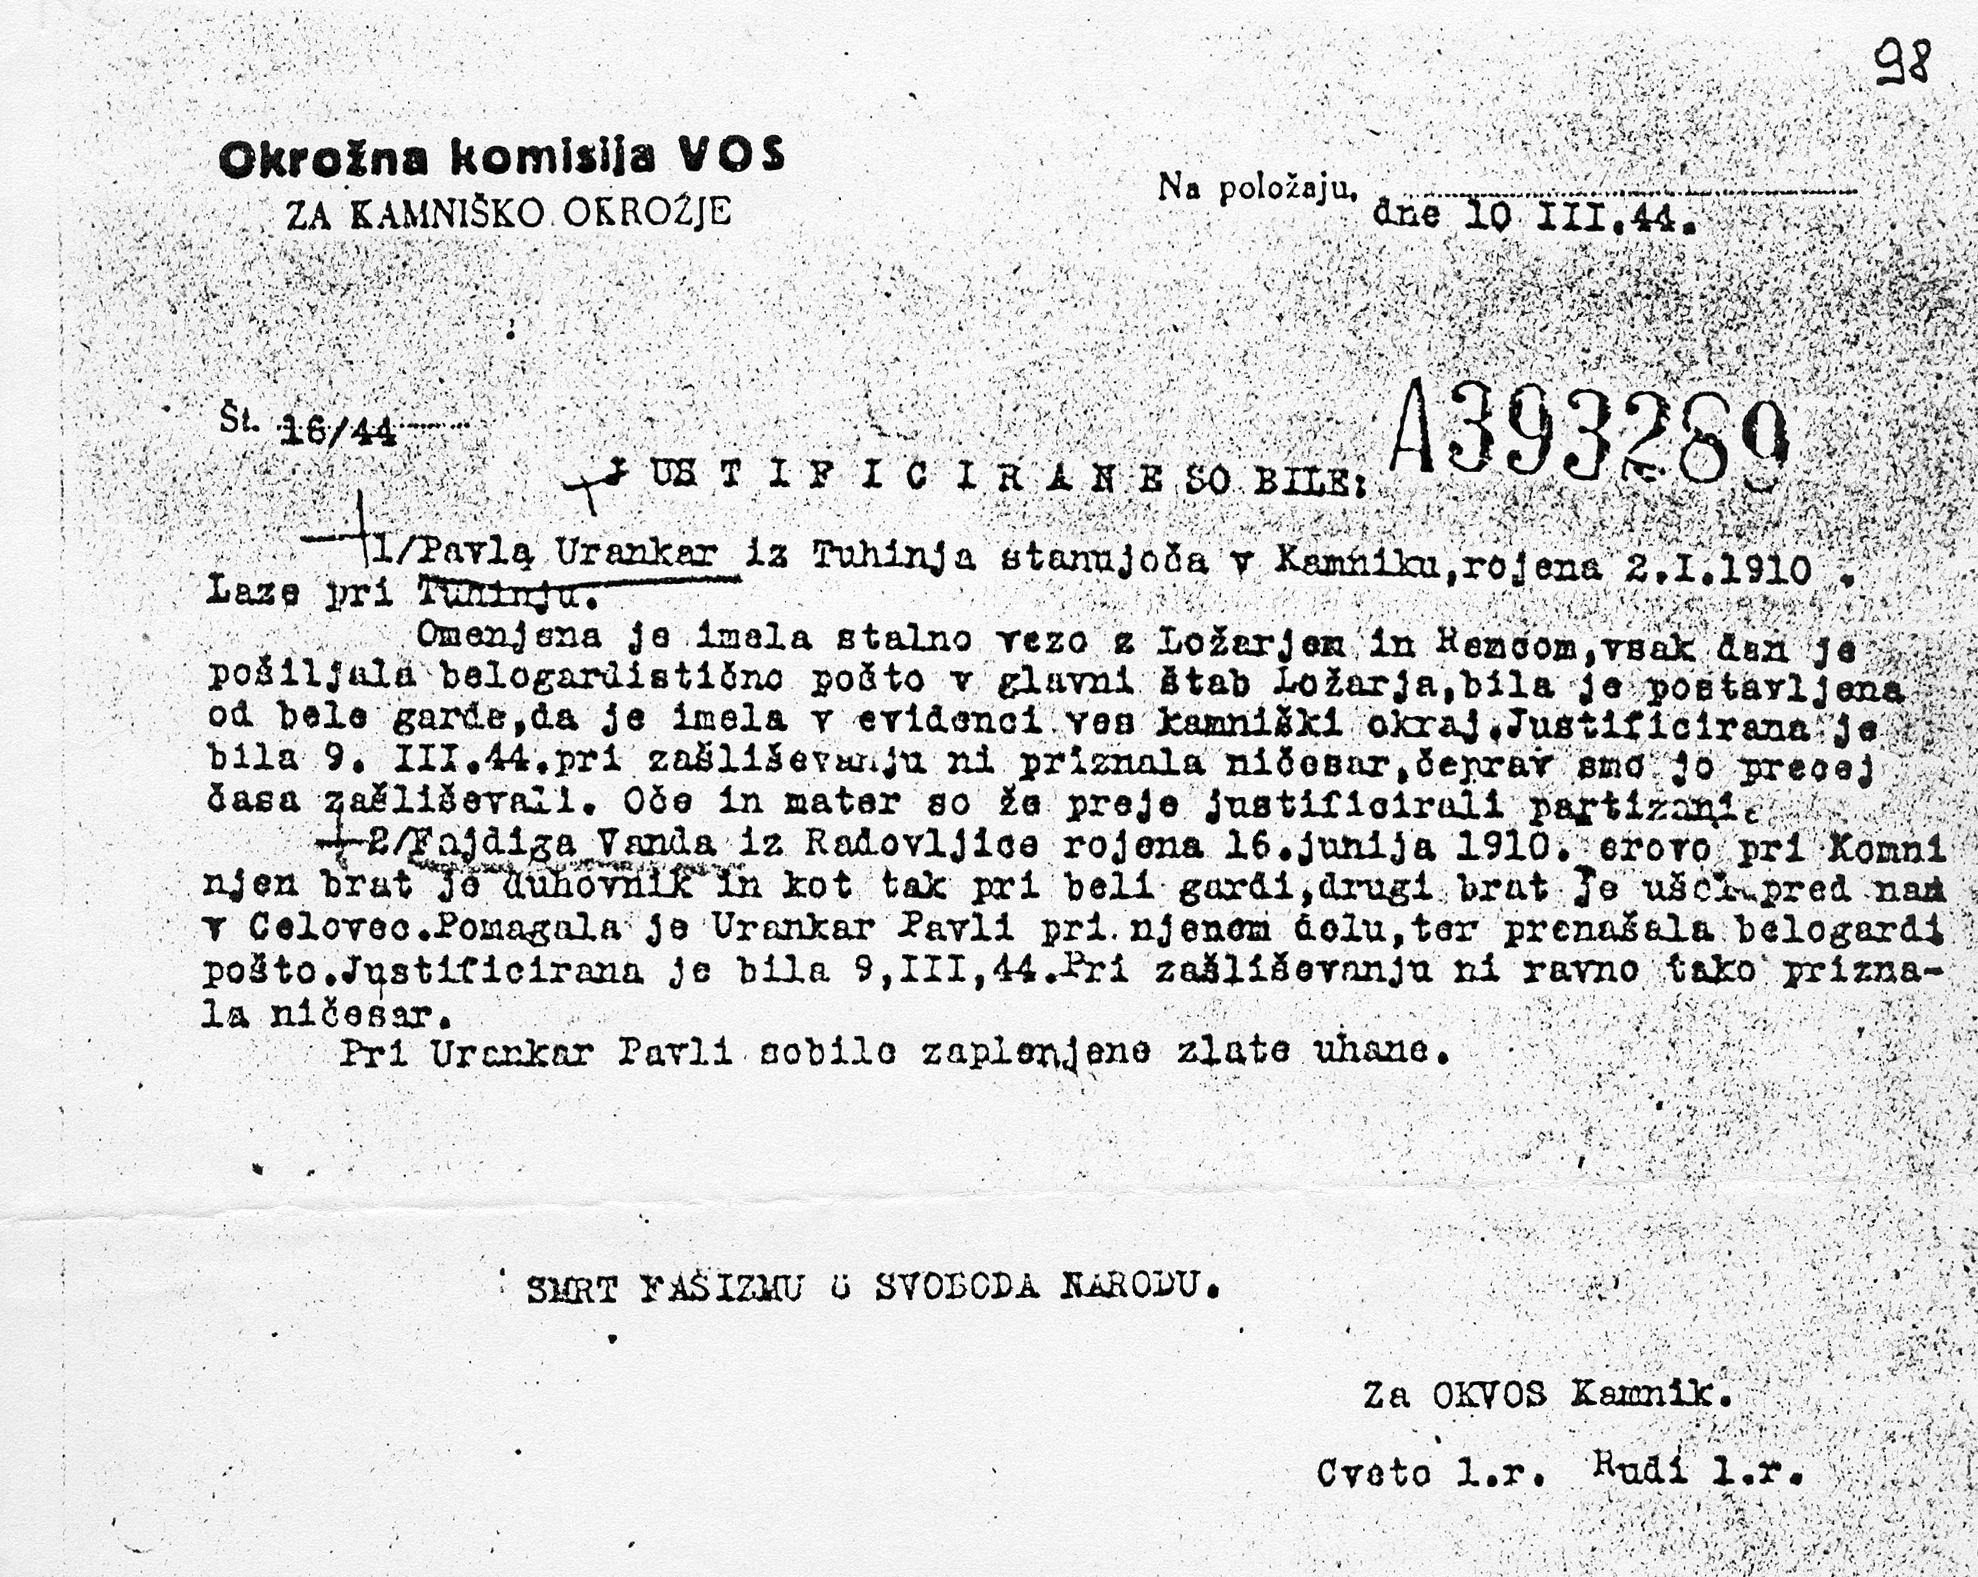 98
Okrožna komisija VOS
ZA KAMNIŠKO OKROŽJE
Na položaju,
dne 10 III.44.
Št. 16/44
A393289
J U S T I F I C I R A N E SO BILE:
1/Pavla Urankar iz Tuhinja stanujoča v Kamniku,rojena 2.I.1910 .
Laze pri Tuhinju.
Omenjena je imela stalno vezo z Ložarjem in Hencom,vsak dan je
pošiljala belogardistično pošto v glavni štab Ložarja,bila je postavljena
od bele garde,da je imela v evidenci ves kamniški okraj.Justificirana je
bila 9. III.44.pri zašliševanju ni priznala ničesar,čeprav smo jo precej
časa zašliševali. Oče in mater so že preje justificirali partizani.
2/Fajdiga Vanda iz Radovljice rojena 16.junija 1910. erovo pri Komni
njen brat je duhovnik in kot tak pri beli gardi,drugi brat je pred nam
v Celovec.Pomagala je Urankar Pavli pri njenem delu,ter prenašala belogardi
pošto.Justificirana je bila 9,III,44.Pri zašliševanju ni ravno tako prizna-
la ničesar.
Pri Urankar Pavli sobile zaplenjene zlate uhane.
SMRT FAŠIZMU SVOBODA NARODU.
Za OKVOS Kamnik.
Cveto l.r. Rudi l.r.